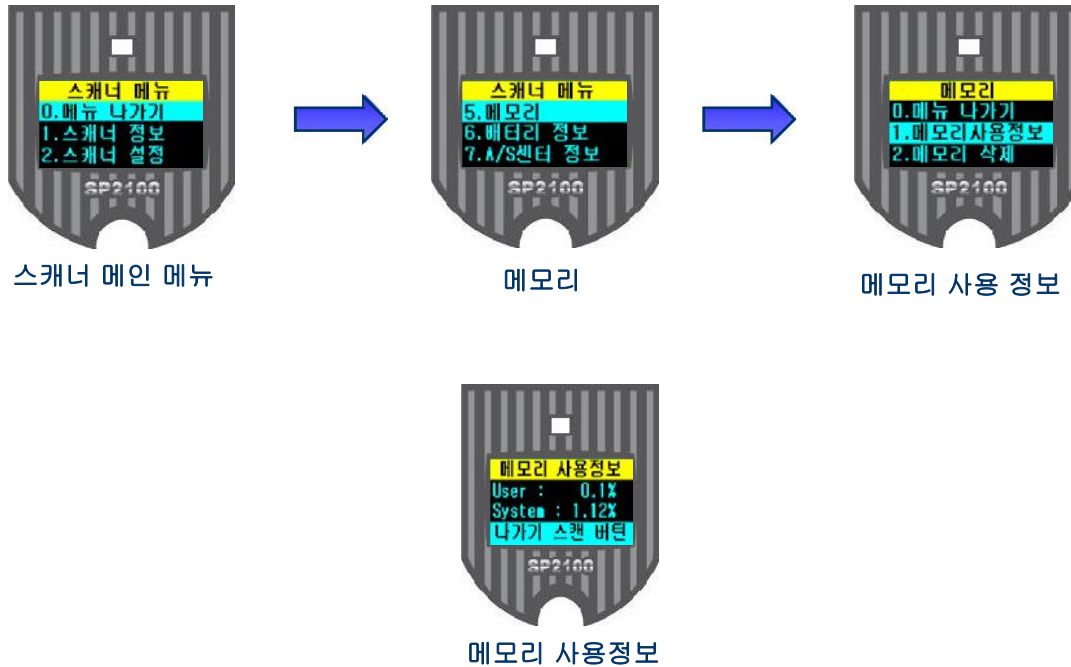 스캐너 메뉴
0.메뉴 나가기
1.스캐너 정보
2.스캐너 설정
SP2100
스캐너 메인 메뉴
스캐너 메뉴
5.메모리
6.배터리 정보
7.A/S센터 정보
SP2100
메모리
메모리
0.메뉴 나가기
1.메모리사용정보
2.메모리 삭제
SP2100
메모리 사용 정보
메모리 사용정보
User : 0.1%
System : 1.12%
나가기 스캔 버튼
SP2100
메모리 사용정보